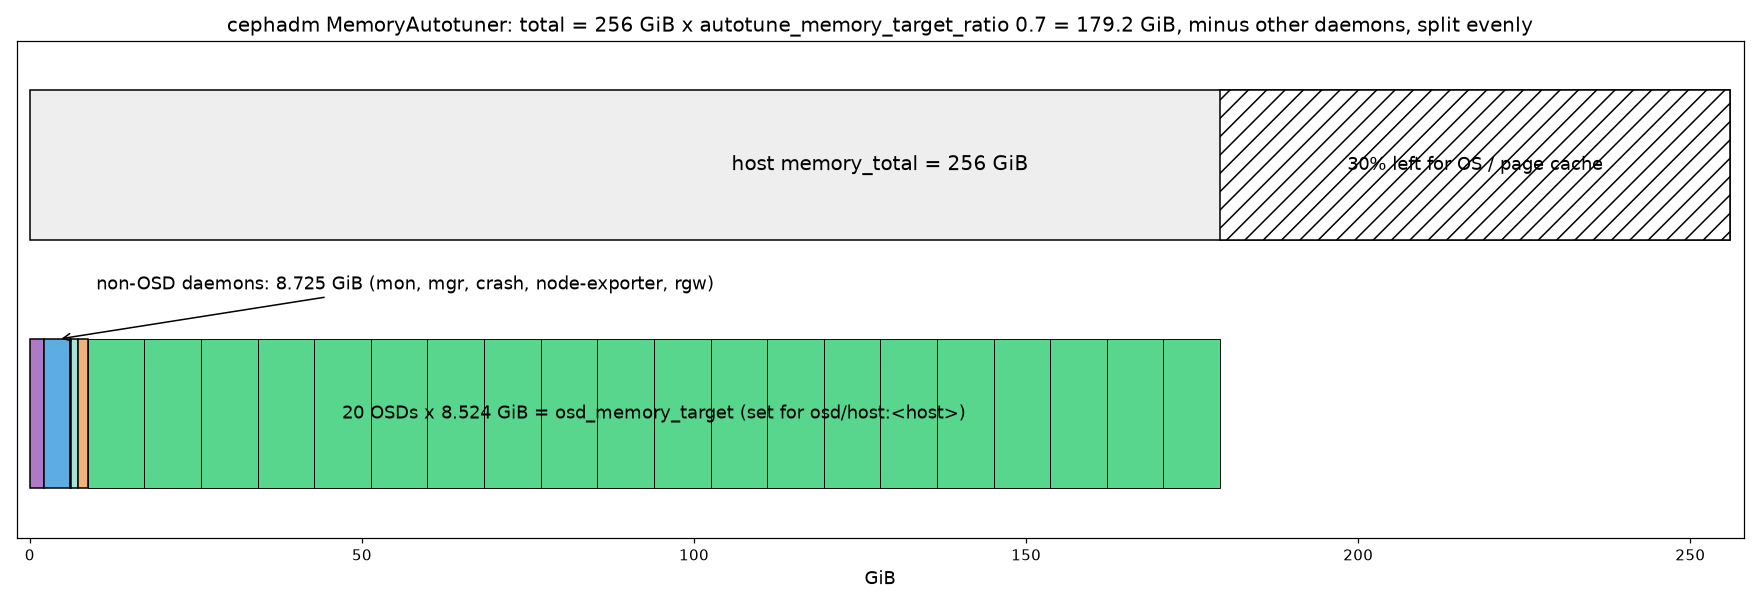 cephadm MemoryAutotuner: total = 256 GiB x autotune_memory_target_ratio 0.7 = 179.2 GiB, minus other daemons, split evenly
host memory_total = 256 GiB
30% left for OS / page cache
non-OSD daemons: 8.725 GiB (mon, mgr, crash, node-exporter, rgw)
20 OSDs x 8.524 GiB = osd_memory_target (set for osd/host:<host>)
0
50
100
150
200
250
GiB